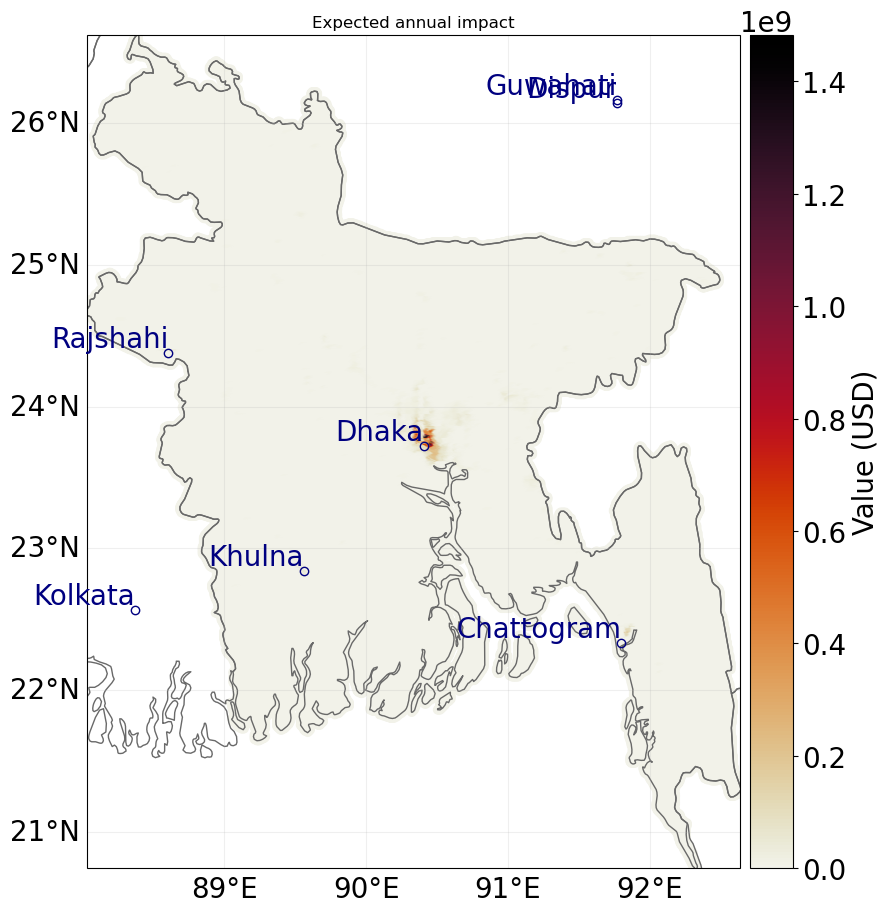 Expected annual impact
1e9
Guwahati
Dispur
26°N
25°N
24°N
23°N
22°N
21°N
Rajshahi
Dhaka
Khulna
Kolkata
Chattogram
89°E
90°E
91°E
92°E
1.4
1.2
1.0
0.8
0.6
0.4
0.2
0.0
Value (USD)